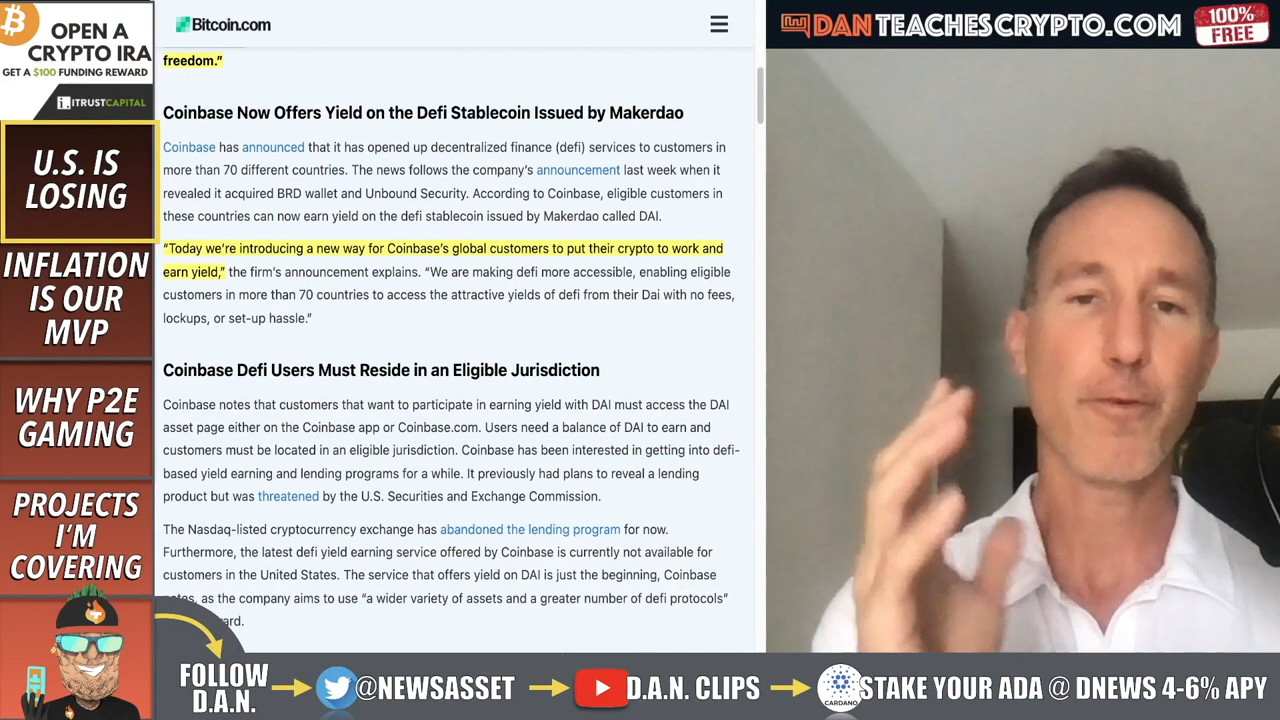 OPEN A
CRYPTO IRA
GET A $100 FUNDING REWARD
ITRUSTCAPITAL
U.S. IS
LOSING
INFLATION
IS OUR
MVP
WHY P2E
GAMING
PROJECTS
I'M
COVERING
Bitcoin.com
freedom.”
Coinbase Now Offers Yield on the Defi Stablecoin Issued by Makerdao
Coinbase has announced that it has opened up decentralized finance (defi) services to customers in
more than 70 different countries. The news follows the company’s announcement last week when it
revealed it acquired BRD wallet and Unbound Security. According to Coinbase, eligible customers in
these countries can now earn yield on the defi stablecoin issued by Makerdao called DAI.
“Today we’re introducing a new way for Coinbase’s global customers to put their crypto to work and
earn yield,” the firm’s announcement explains. “We are making defi more accessible, enabling eligible
customers in more than 70 countries to access the attractive yields of defi from their Dai with no fees,
lockups, or set-up hassle.”
Coinbase Defi Users Must Reside in an Eligible Jurisdiction
Coinbase notes that customers that want to participate in earning yield with DAI must access the DAI
asset page either on the Coinbase app or Coinbase.com. Users need a balance of DAI to earn and
customers must be located in an eligible jurisdiction. Coinbase has been interested in getting into defi-
based yield earning and lending programs for a while. It previously had plans to reveal a lending
product but was threatened by the U.S. Securities and Exchange Commission.
The Nasdaq-listed cryptocurrency exchange has abandoned the lending program for now.
Furthermore, the latest defi yield earning service offered by Coinbase is currently not available for
customers in the United States. The service that offers yield on DAI is just the beginning, Coinbase
as the company aims to use “a wider variety of assets and a greater number of defi protocols”
DANTEACHESCRYPTO.COM
100%
FREE
FOLLOW
D.A.N.
@NEWSASSET
D.A.N. CLIPS
CARDANO
STAKE YOUR ADA @ DNEWS 4-6% APY